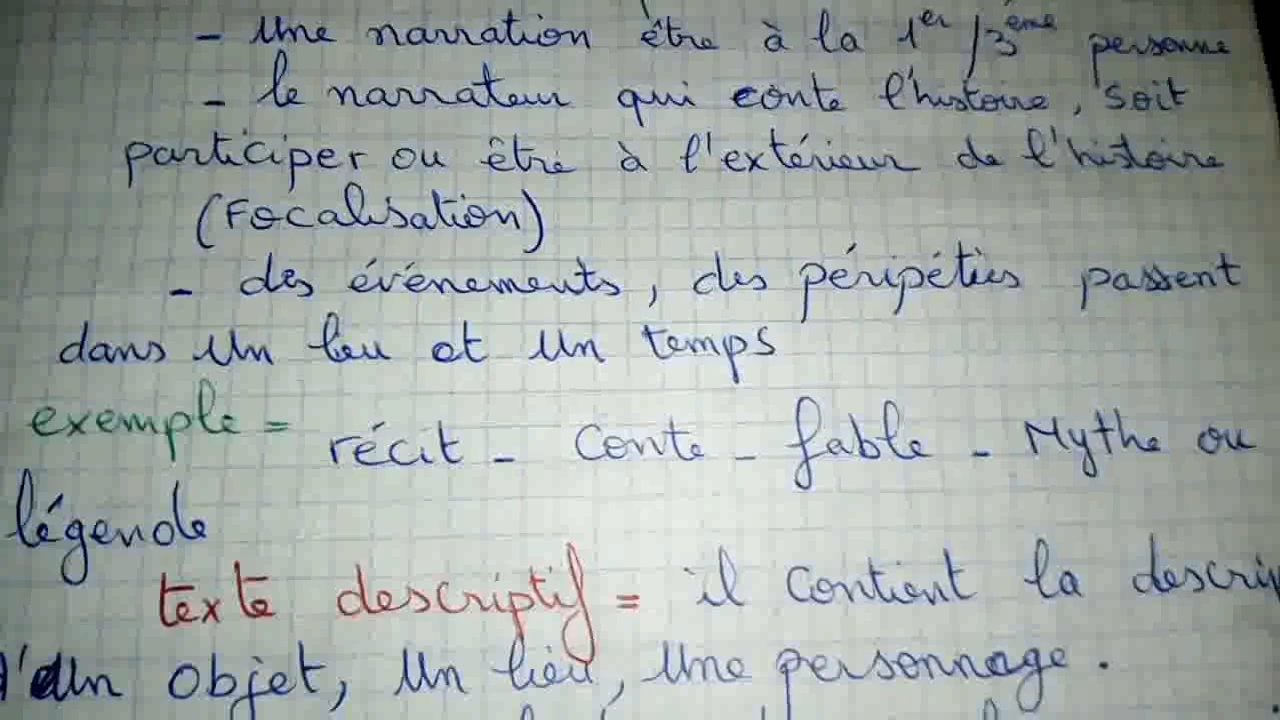 - Une narration être à la 1er /3ème personne
- le narrateur qui conte l'histoire, soit
participer ou être à l'extérieur de l'histoire
(Focalisation)
- des événements, des péripéties passent
dans un lieu et un temps
exemple = récit - Conte - fable - Mythe ou
légende
texte descriptif = il contient la descrip
d'un objet, un lieu, une personnage.